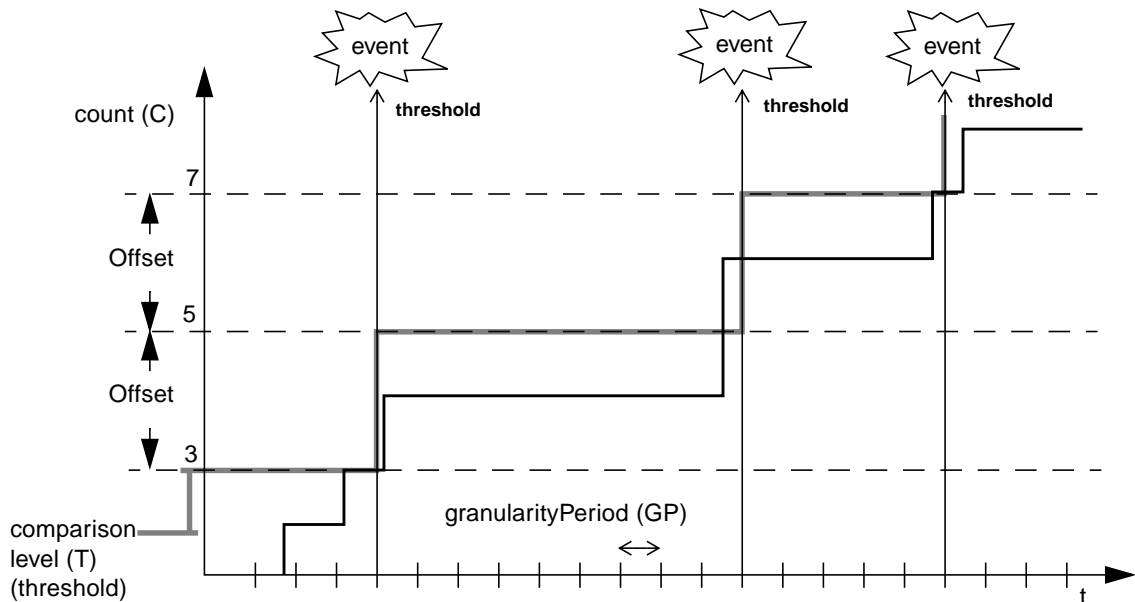 event
event
event
threshold
threshold
threshold
count (C)
7
Offset
5
Offset
3
granularityPeriod (GP)
comparison
level (T)
(threshold)
t